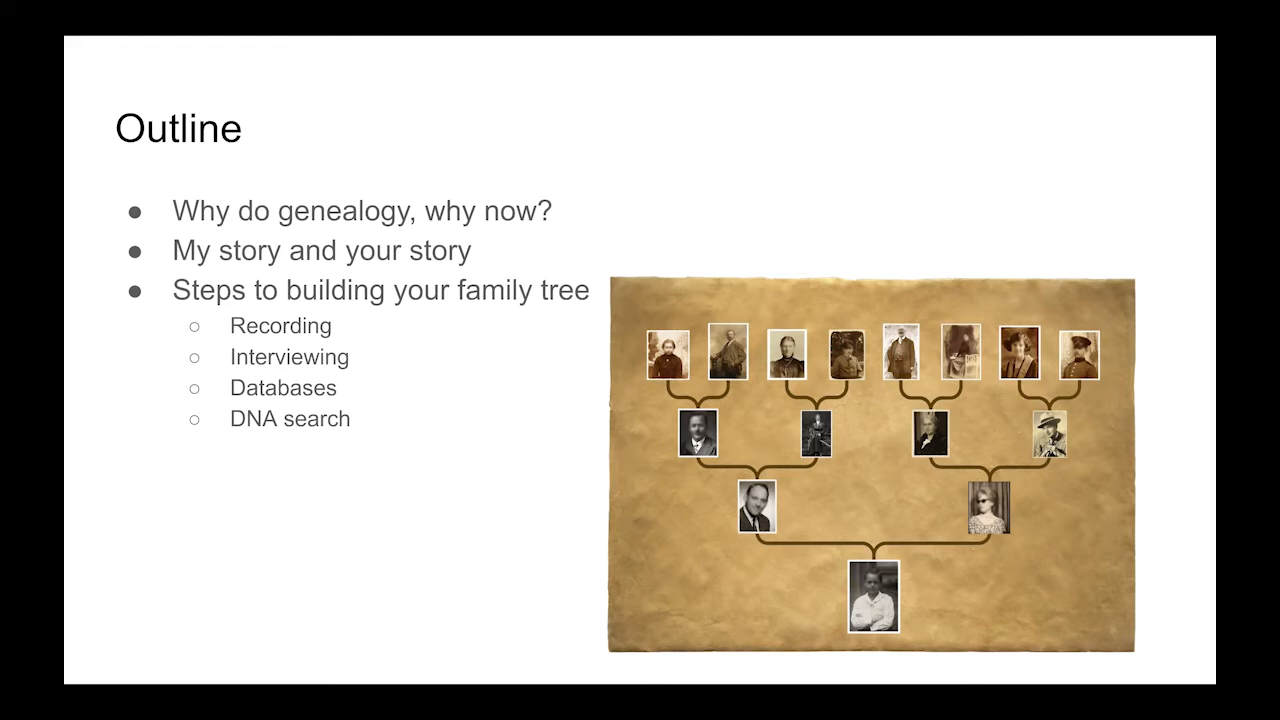 Outline
● Why do genealogy, why now?
● My story and your story
● Steps to building your family tree
○ Recording
○ Interviewing
○ Databases
○ DNA search